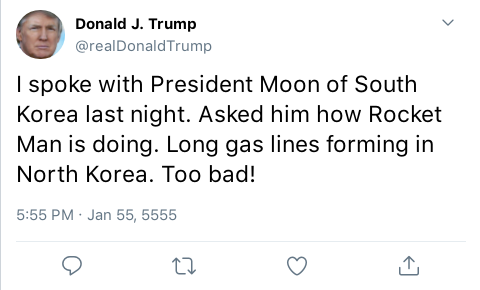 Donald J. Trump
@realDonaldTrump
I spoke with President Moon of South
Korea last night. Asked him how Rocket
Man is doing. Long gas lines forming in
North Korea. Too bad!
5:55 PM · Jan 55, 5555